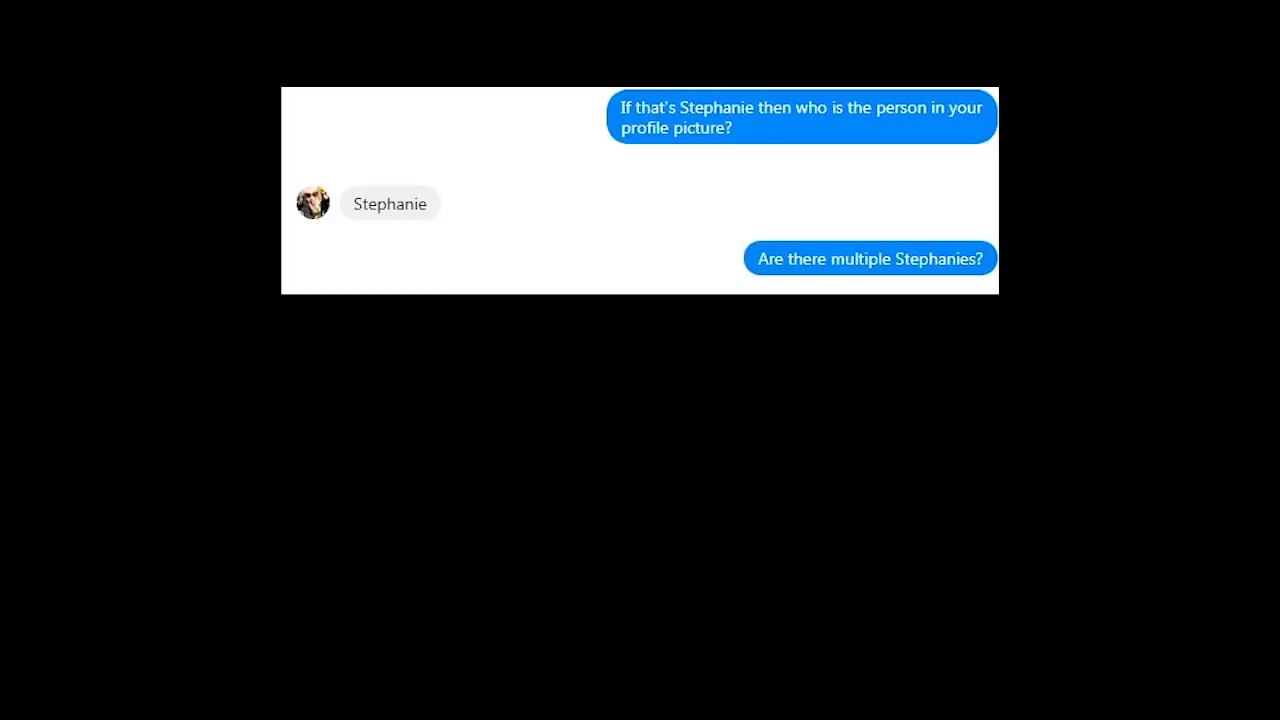 If that's Stephanie then who is the person in your
profile picture?
Stephanie
Are there multiple Stephanies?